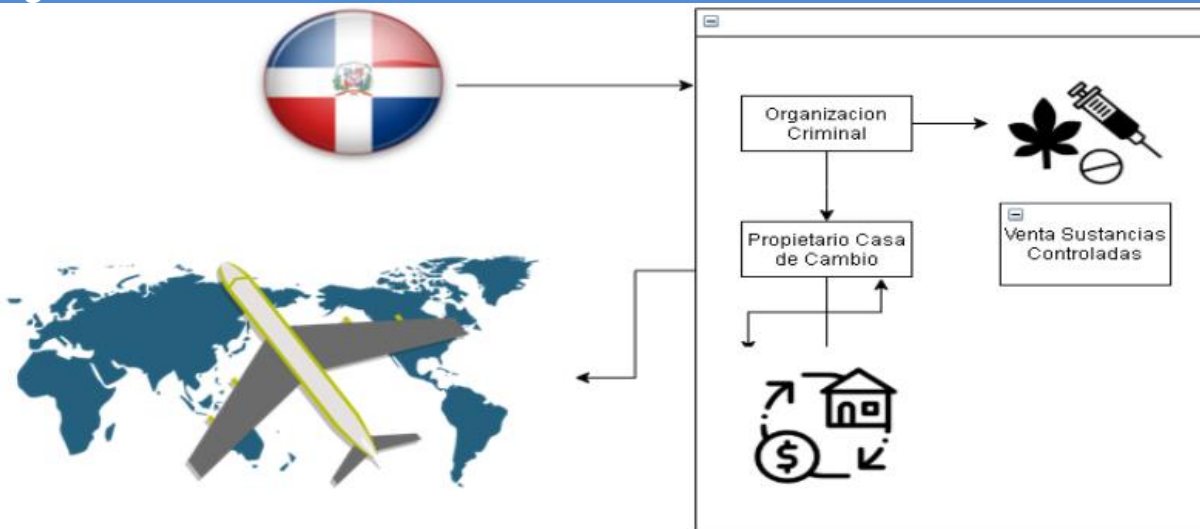 Organizacion
Criminal
Propietario Casa
de Cambio
Venta Sustancias
Controladas
$